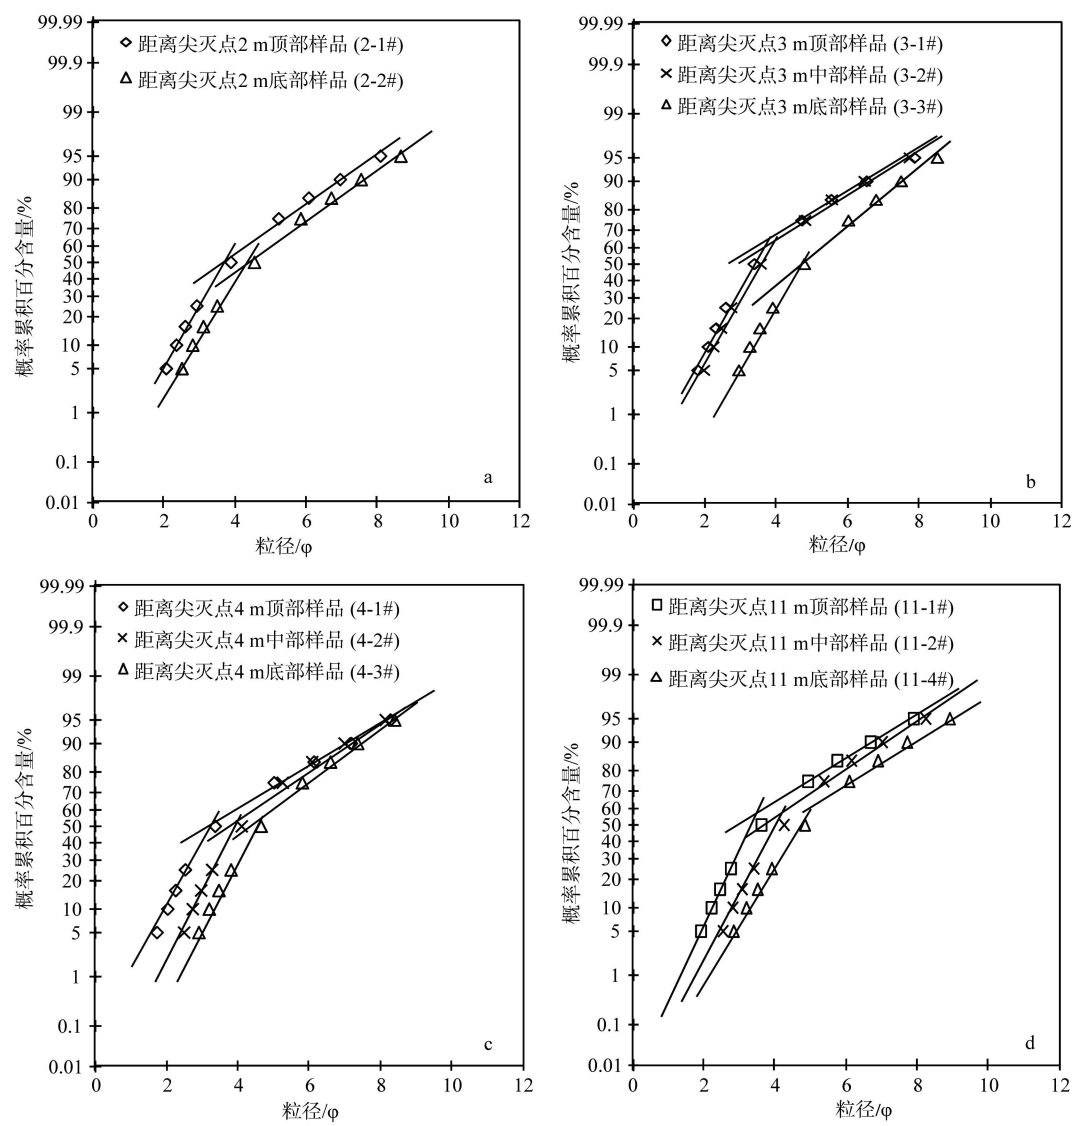 99.99
99.9
99
95
90
80
70
60
50
40
30
20
10
5
1
0.1
0.01
概率累积百分含量/%
距离尖灭点2 m顶部样品 (2-1#)
距离尖灭点2 m底部样品 (2-2#)
a
0 2 4 6 8 10 12
粒径/φ
99.99
99.9
99
95
90
80
70
60
50
40
30
20
10
5
1
0.1
0.01
概率累积百分含量/%
距离尖灭点3 m顶部样品 (3-1#)
距离尖灭点3 m中部样品 (3-2#)
距离尖灭点3 m底部样品 (3-3#)
b
0 2 4 6 8 10 12
粒径/φ
99.99
99.9
99
95
90
80
70
60
50
40
30
20
10
5
1
0.1
0.01
概率累积百分含量/%
距离尖灭点4 m顶部样品 (4-1#)
距离尖灭点4 m中部样品 (4-2#)
距离尖灭点4 m底部样品 (4-3#)
c
0 2 4 6 8 10 12
粒径/φ
99.99
99.9
99
95
90
80
70
60
50
40
30
20
10
5
1
0.1
0.01
概率累积百分含量/%
距离尖灭点11 m顶部样品 (11-1#)
距离尖灭点11 m中部样品 (11-2#)
距离尖灭点11 m底部样品 (11-4#)
d
0 2 4 6 8 10 12
粒径/φ